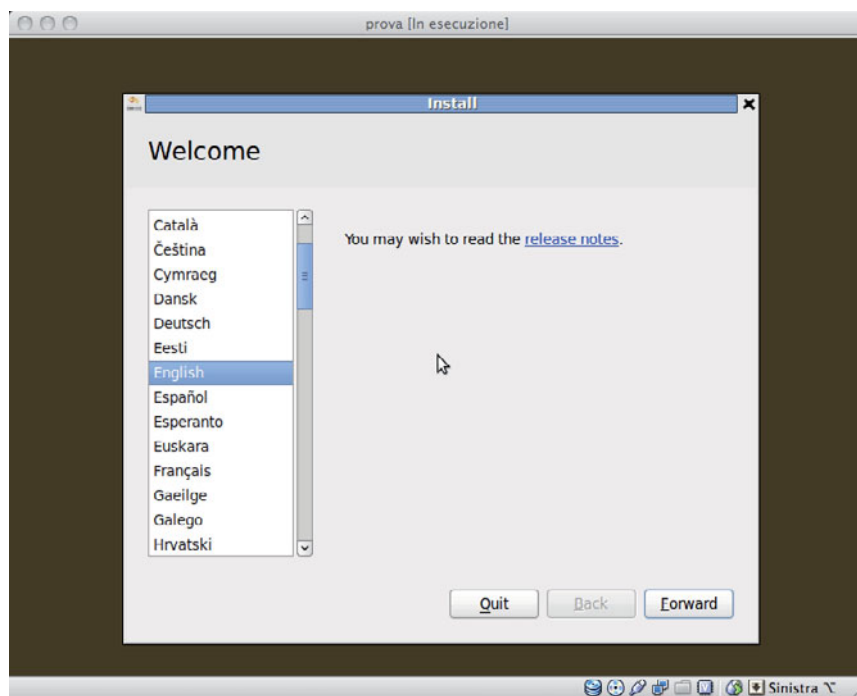 prova [In esecuzione]
Install
Welcome
Català
Čeština
Cymraeg
Dansk
Deutsch
Eesti
English
Español
Esperanto
Euskara
Français
Gaeilge
Galego
Hrvatski
You may wish to read the release notes.
Quit
Back
Forward
Sinistra ⌥